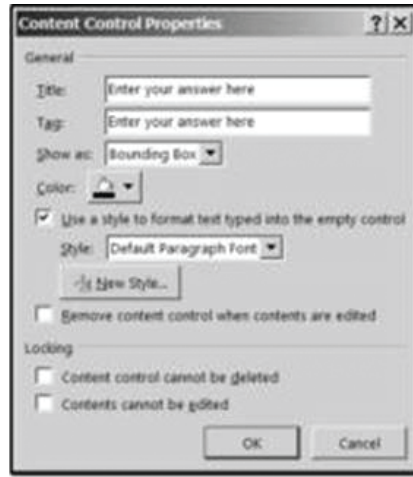 Content Control Properties ? X
General
Title: Enter your answer here
Tag: Enter your answer here
Show as: Bounding Box
Color:
Use a style to format text typed into the empty control
Style: Default Paragraph Font
New Style...
Remove content control when contents are edited
Locking
Content control cannot be deleted
Contents cannot be edited
OK Cancel